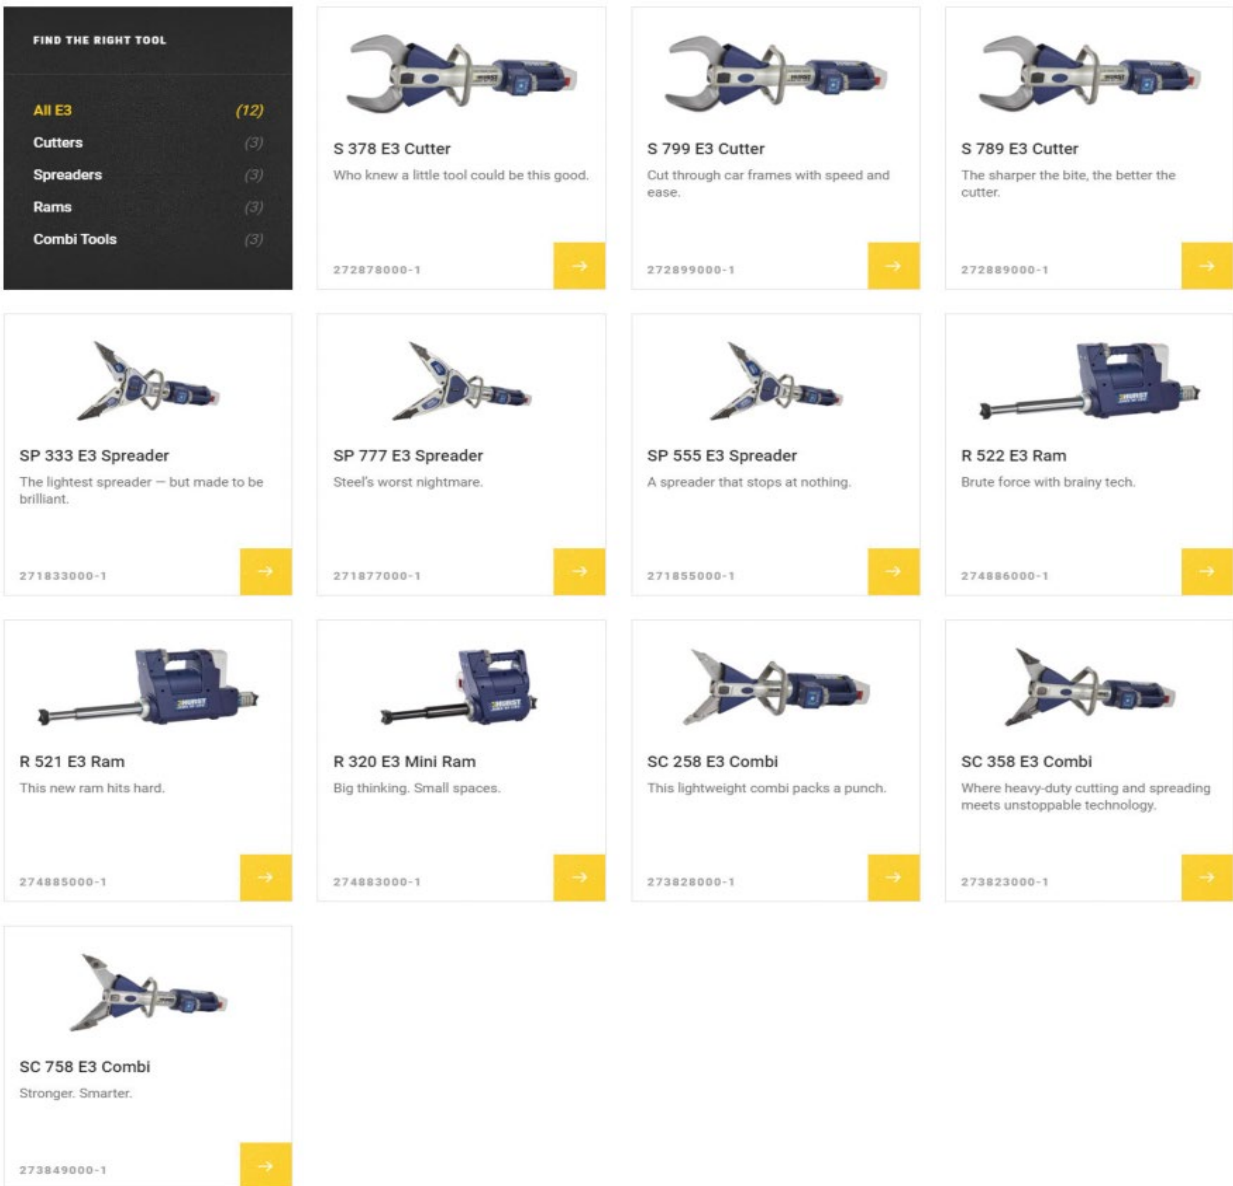 FIND THE RIGHT TOOL
All E3 (12)
Cutters (3)
Spreaders (3)
Rams (3)
Combi Tools (3)
S 378 E3 Cutter
Who knew a little tool could be this good.
272878000-1
S 799 E3 Cutter
Cut through car frames with speed and
ease.
272899000-1
S 789 E3 Cutter
The sharper the bite, the better the
cutter.
272889000-1
SP 333 E3 Spreader
The lightest spreader — but made to be
brilliant.
271833000-1
SP 777 E3 Spreader
Steel's worst nightmare.
271877000-1
SP 555 E3 Spreader
A spreader that stops at nothing.
271855000-1
HURST
R 522 E3 Ram
Brute force with brainy tech.
274886000-1
HURST
R 521 E3 Ram
This new ram hits hard.
274885000-1
HURST
R 320 E3 Mini Ram
Big thinking. Small spaces.
274883000-1
SC 258 E3 Combi
This lightweight combi packs a punch.
273828000-1
SC 358 E3 Combi
Where heavy-duty cutting and spreading
meets unstoppable technology.
273823000-1
SC 758 E3 Combi
Stronger. Smarter.
273849000-1